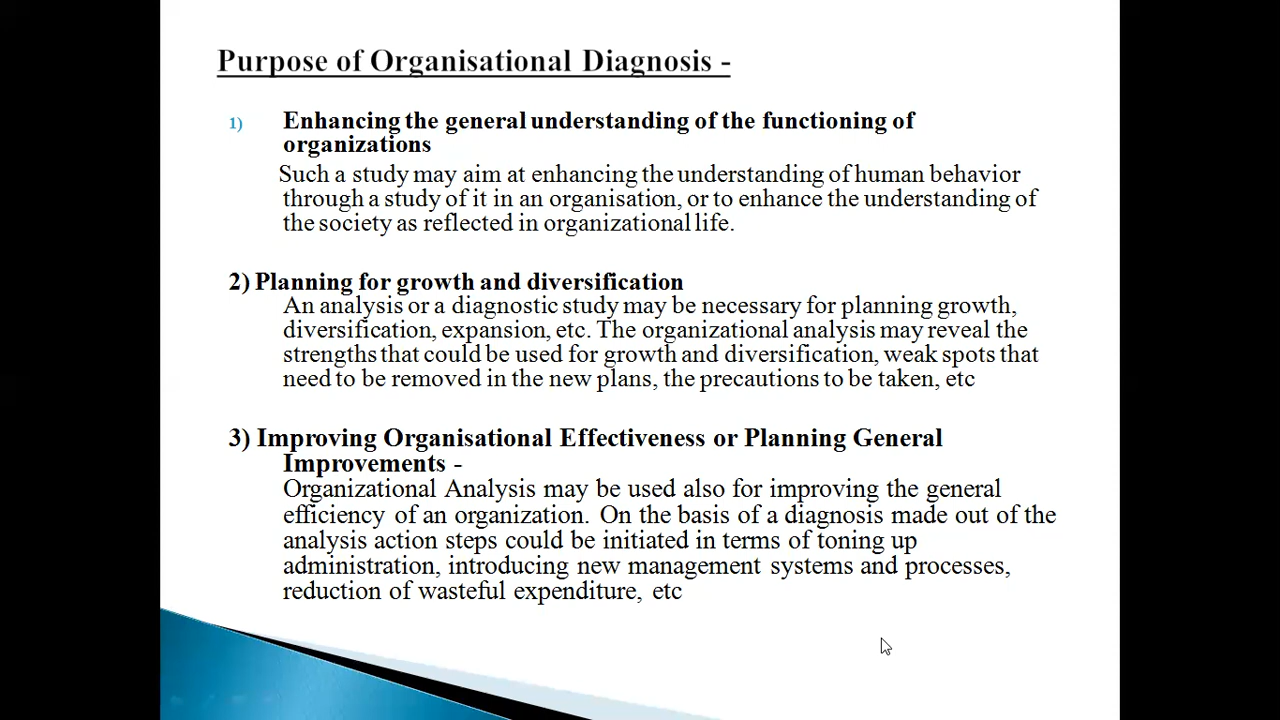 Purpose of Organisational Diagnosis -
1) Enhancing the general understanding of the functioning of
organizations
Such a study may aim at enhancing the understanding of human behavior
through a study of it in an organisation, or to enhance the understanding of
the society as reflected in organizational life.
2) Planning for growth and diversification
An analysis or a diagnostic study may be necessary for planning growth,
diversification, expansion, etc. The organizational analysis may reveal the
strengths that could be used for growth and diversification, weak spots that
need to be removed in the new plans, the precautions to be taken, etc
3) Improving Organisational Effectiveness or Planning General
Improvements -
Organizational Analysis may be used also for improving the general
efficiency of an organization. On the basis of a diagnosis made out of the
analysis action steps could be initiated in terms of toning up
administration, introducing new management systems and processes,
reduction of wasteful expenditure, etc